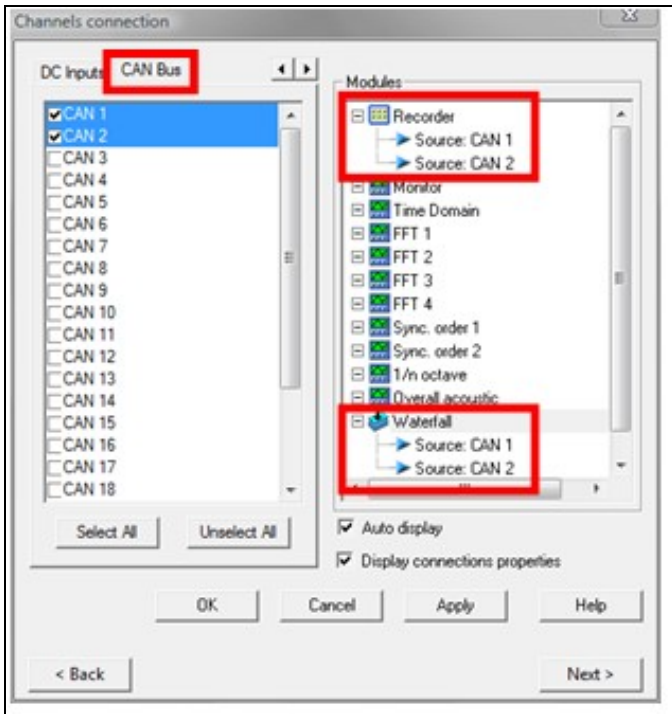 Channels connection
DC Inputs CAN Bus
CAN 1
CAN 2
CAN 3
CAN 4
CAN 5
CAN 6
CAN 7
CAN 8
CAN 9
CAN 10
CAN 11
CAN 12
CAN 13
CAN 14
CAN 15
CAN 16
CAN 17
CAN 18
Select All Unselect All
Modules
Recorder
Source: CAN 1
Source: CAN 2
Monitor
Time Domain
FFT 1
FFT 2
FFT 3
FFT 4
Sync. order 1
Sync. order 2
1/n octave
Overall acoustic
Waterfall
Source: CAN 1
Source: CAN 2
Auto display
Display connections properties
OK Cancel Apply Help
< Back Next >